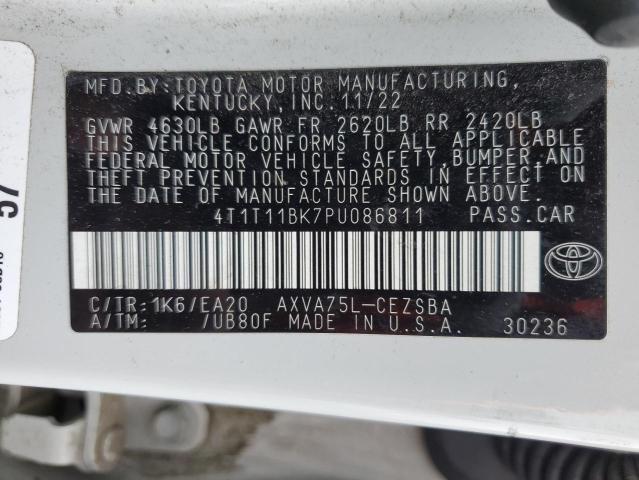 MFD.BY:TOYOTA MOTOR MANUFACTURING,
KENTUCKY,INC.11/22
GVWR 4630LB GAWR FR 2620LB RR 2420LB
THIS VEHICLE CONFORMS TO ALL APPLICABLE
FEDERAL MOTOR VEHICLE SAFETY,BUMPER,AND
THEFT PREVENTION STANDARDS IN EFFECT ON
THE DATE OF MANUFACTURE SHOWN ABOVE.
4T1T11BK7PU086811 PASS.CAR
C/TR:1K6/EA20 AXVA75L-CEZSBA
A/TM: /UB80F MADE IN U.S.A. 30236
TOYOTA